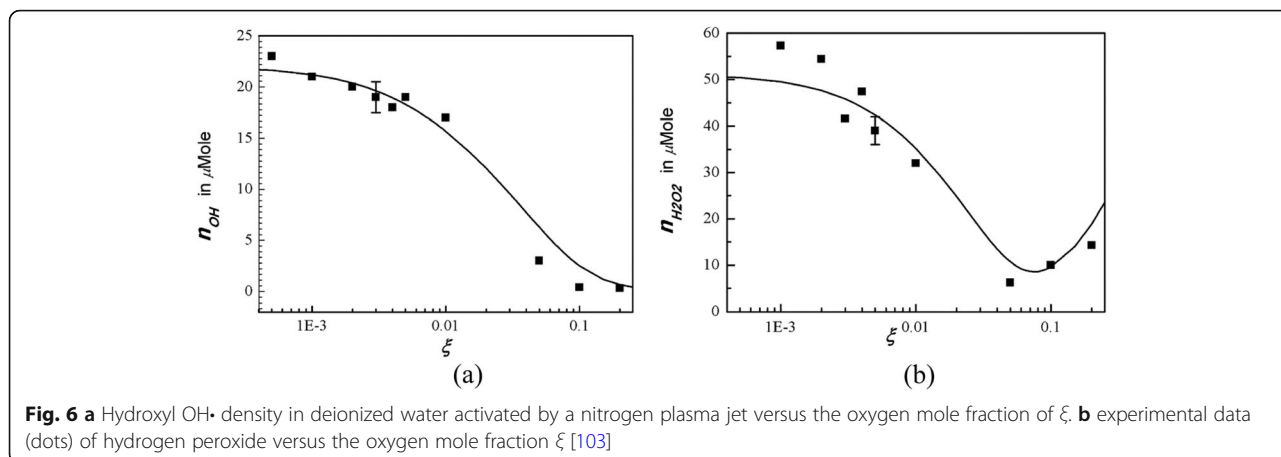 25
20
15
10
5
0
n_OH in μMole
1E-3
0.01
0.1
ξ
(a)
60
50
40
30
20
10
0
n_H2O2 in μMole
1E-3
0.01
0.1
ξ
(b)
Fig. 6 a Hydroxyl OH• density in deionized water activated by a nitrogen plasma jet versus the oxygen mole fraction of ξ. b experimental data
(dots) of hydrogen peroxide versus the oxygen mole fraction ξ [103]